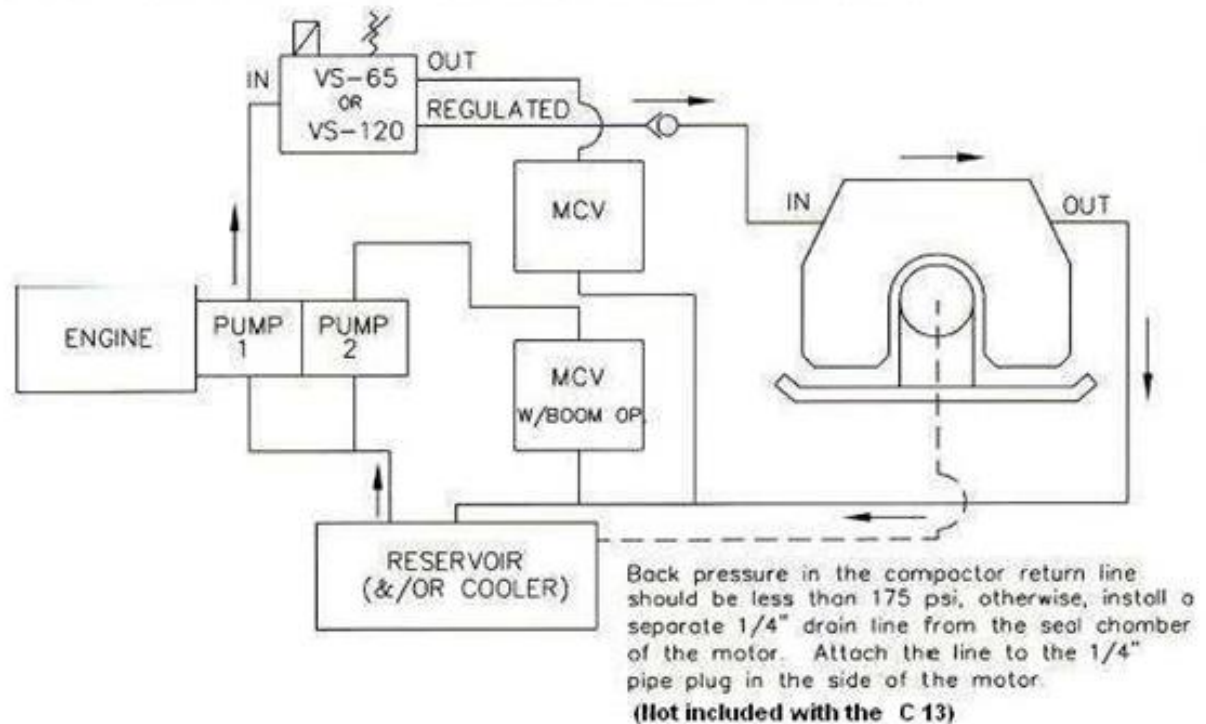 IN
VS-65
OR
VS-120
OUT
REGULATED
MCV
IN
OUT
ENGINE
PUMP
1
PUMP
2
MCV
W/BOOM OP.
RESERVOIR
(&/OR COOLER)
Back pressure in the compactor return line
should be less than 175 psi, otherwise, install a
separate 1/4" drain line from the seal chamber
of the motor. Attach the line to the 1/4"
pipe plug in the side of the motor.
(Not included with the C 13)